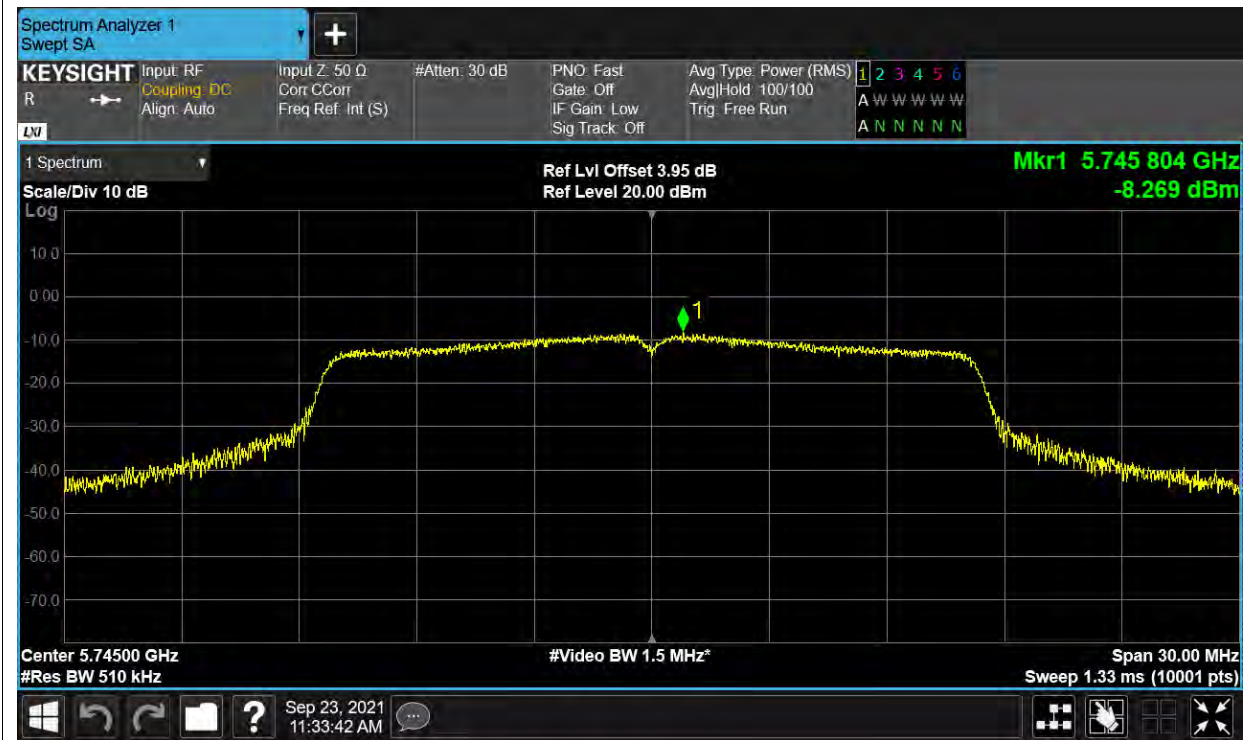 Spectrum Analyzer 1
Swept SA
+
KEYSIGHT Input: RF Input Z: 50 Ω #Atten: 30 dB PNO: Fast Avg Type: Power (RMS) 1 2 3 4 5 6
R Coupling: DC Corr CCorr Gate: Off Avg|Hold: 100/100 A W W W W W
Align: Auto Freq Ref: Int (S) IF Gain: Low Trig: Free Run A N N N N N
LXI Sig Track: Off
1 Spectrum Ref Lvl Offset 3.95 dB Mkr1 5.745 804 GHz
Scale/Div 10 dB Ref Level 20.00 dBm -8.269 dBm
Log
10.0
0.00
1
-10.0
-20.0
-30.0
-40.0
-50.0
-60.0
-70.0
Center 5.74500 GHz #Video BW 1.5 MHz* Span 30.00 MHz
#Res BW 510 kHz Sweep 1.33 ms (10001 pts)
? Sep 23, 2021
11:33:42 AM